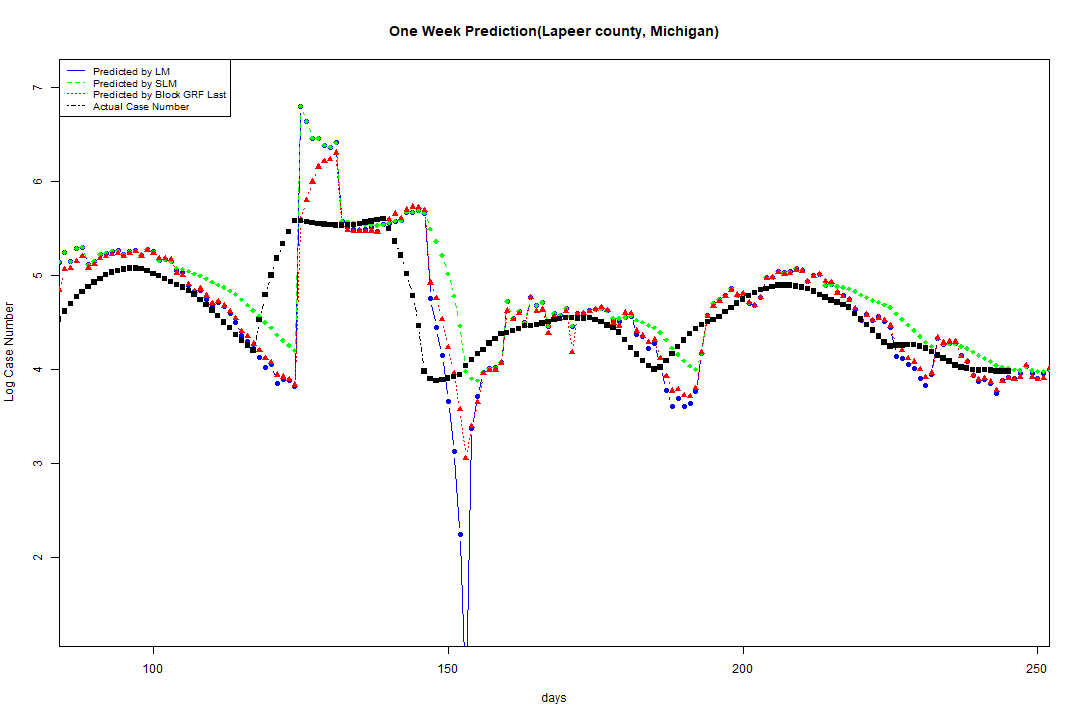 One Week Prediction(Lapeer county, Michigan)
Predicted by LM
Predicted by SLM
Predicted by Block GRF Last
Actual Case Number
7
6
5
4
3
2
Log Case Number
100
150
200
250
days